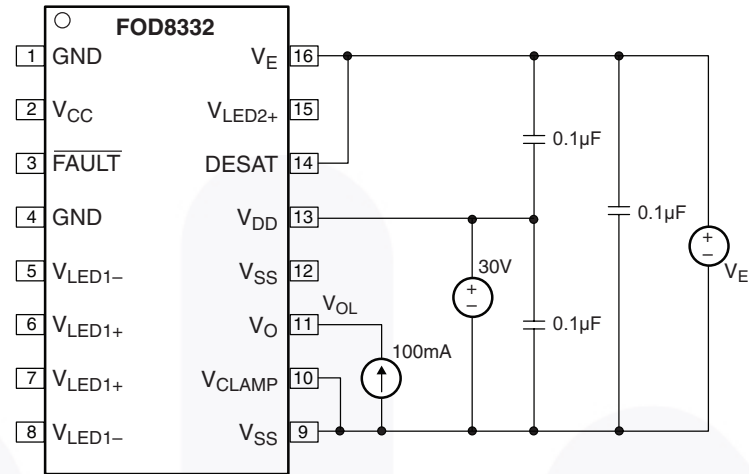 FOD8332
1 GND VE 16
2 VCC VLED2+ 15
3 FAULT DESAT 14
0.1µF
4 GND VDD 13
0.1µF
5 VLED1– VSS 12
30V
+
–
+
–
VE
6 VLED1+ VO 11
VOL
0.1µF
7 VLED1+ VCLAMP 10
100mA
8 VLED1– VSS 9